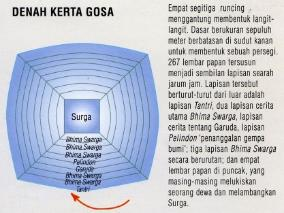 DENAH KERTA GOSA
Surga
Bhima Swarga
Bhima Swarga
Bhima Swarga
Pelindon
Garuda
Bhima Swarga
Bhima Swarga
Tantri
Empat segitiga runcing
menggantung membentuk langit-
langit. Dasar berukuran sepuluh
meter berbatasan di sudut kanan
untuk membentuk sebuah persegi.
267 lembar papan tersusun
menjadi sembilan lapisan searah
jarum jam. Lapisan tersebut
berturut-turut dari luar adalah
lapisan Tantri, dua lapisan cerita
utama Bhima Swarga, lapisan
cerita tentang Garuda, lapisan
Pelindon 'penanggalan gempa
bumi'; tiga lapisan Bhima Swarga
secara berurutan; dan empat
lembar papan di puncak, yang
masing-masing melukiskan
seorang dewa dan melambangkan
Surga.